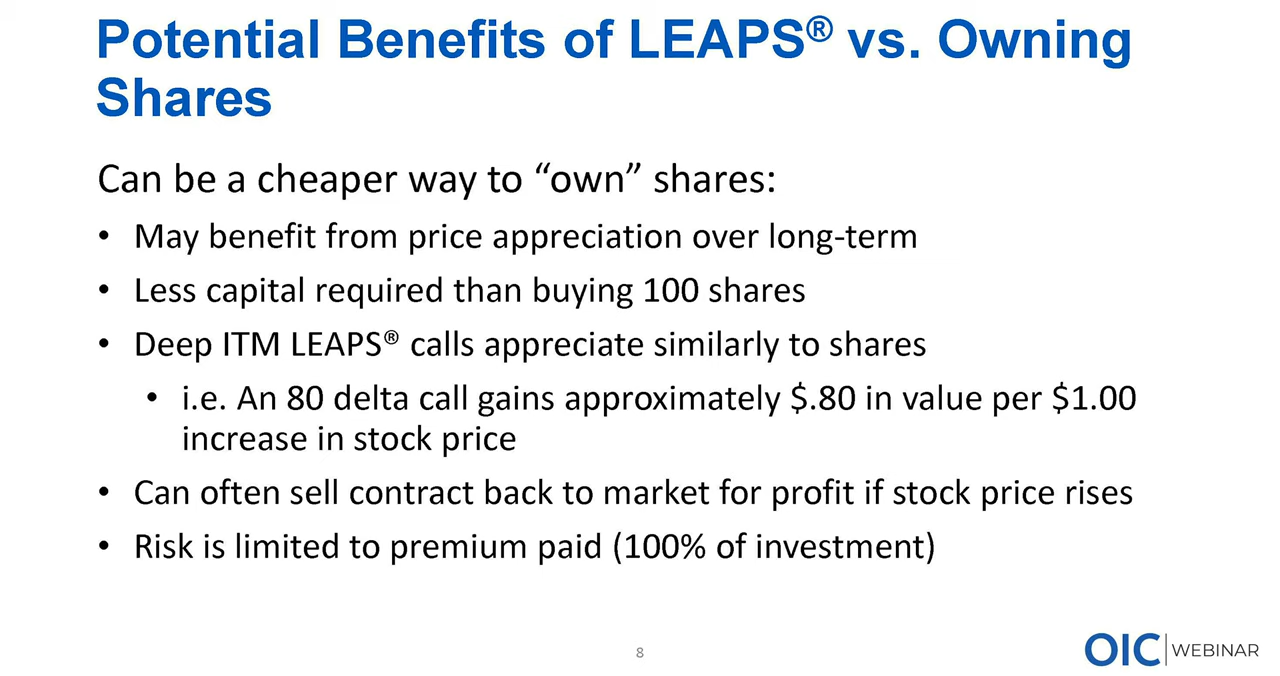 Potential Benefits of LEAPS® vs. Owning
Shares
Can be a cheaper way to “own” shares:
• May benefit from price appreciation over long-term
• Less capital required than buying 100 shares
• Deep ITM LEAPS® calls appreciate similarly to shares
• i.e. An 80 delta call gains approximately $.80 in value per $1.00
increase in stock price
• Can often sell contract back to market for profit if stock price rises
• Risk is limited to premium paid (100% of investment)
8
OIC WEBINAR